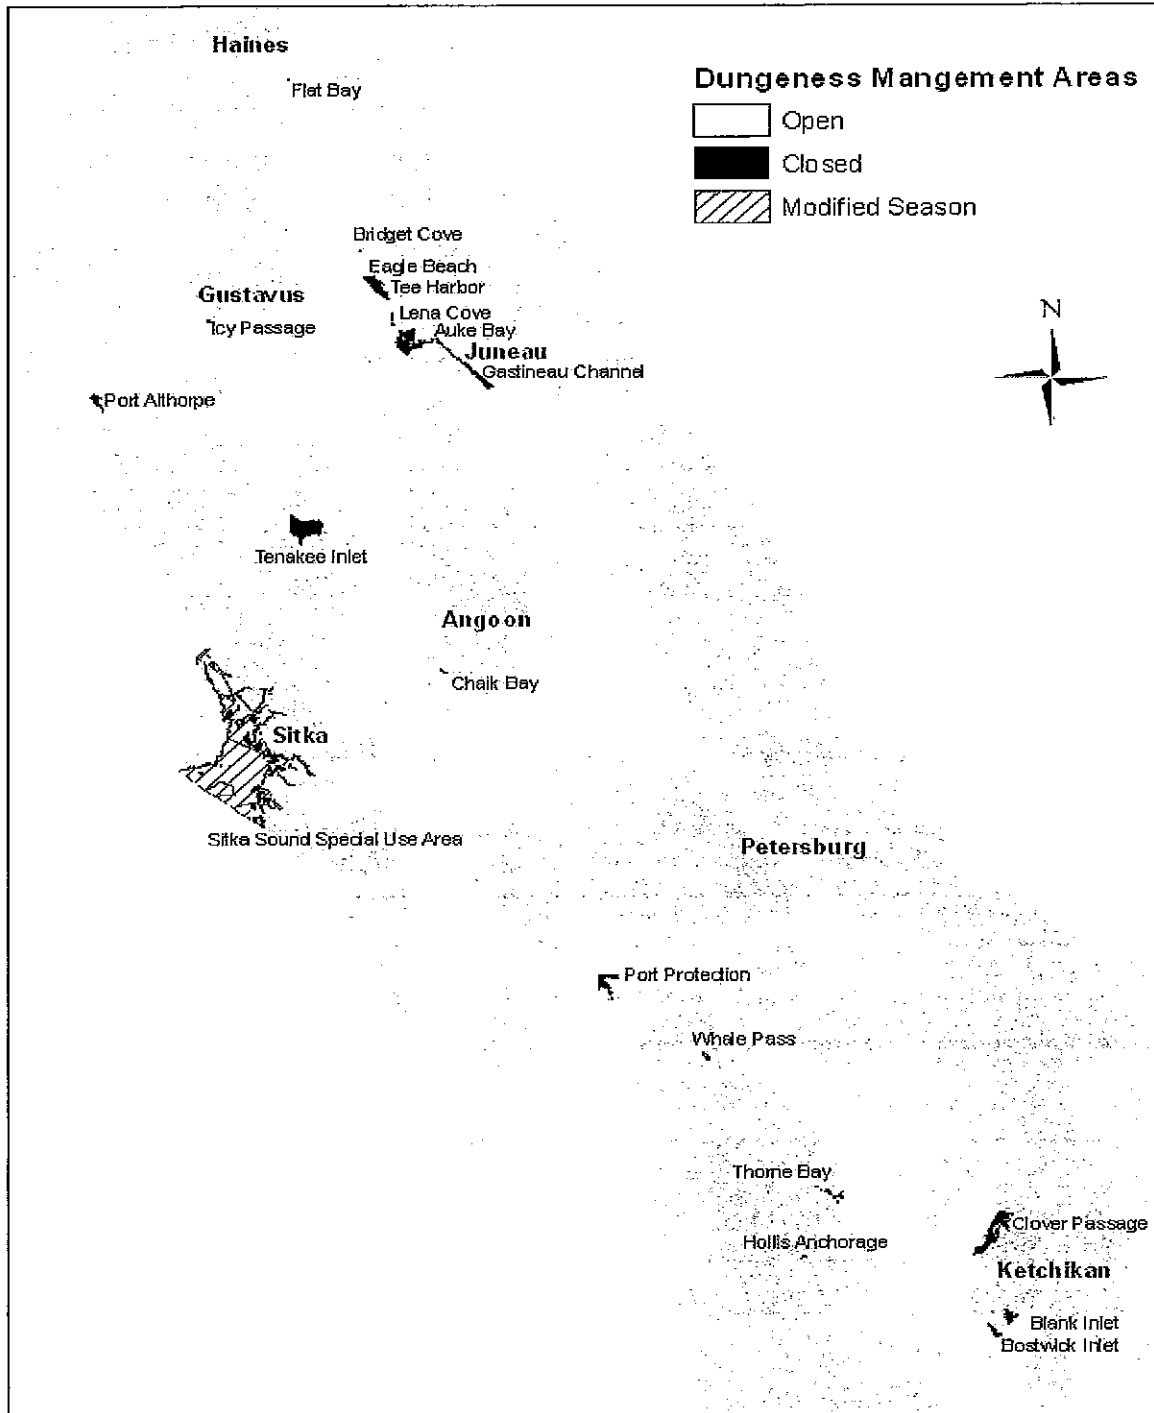 Haines
Flat Bay
Dungeness Mangement Areas
Open
Closed
Modified Season
Bridget Cove
Eagle Beach
Tee Harbor
Gustavus
Icy Passage
Lena Cove
Auke Bay
Juneau
Gastineau Channel
N
Port Althorpe
Tenakee Inlet
Angoon
Chaik Bay
Sitka
Sitka Sound Special Use Area
Petersburg
Port Protection
Whale Pass
Thorne Bay
Hollis Anchorage
Clover Passage
Ketchikan
Blank Inlet
Bostwick Inlet